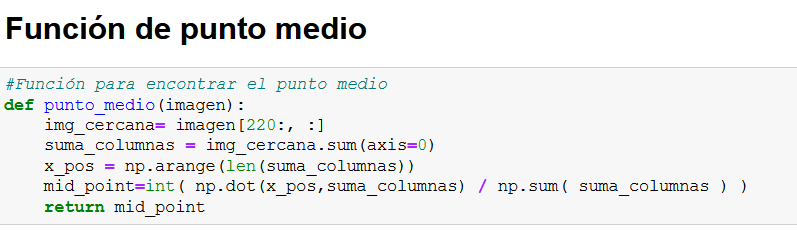 Función de punto medio
#Función para encontrar el punto medio
def punto_medio(imagen):
    img_cercana= imagen[220:, :]
    suma_columnas = img_cercana.sum(axis=0)
    x_pos = np.arange(len(suma_columnas))
    mid_point=int( np.dot(x_pos,suma_columnas) / np.sum( suma_columnas ) )
    return mid_point